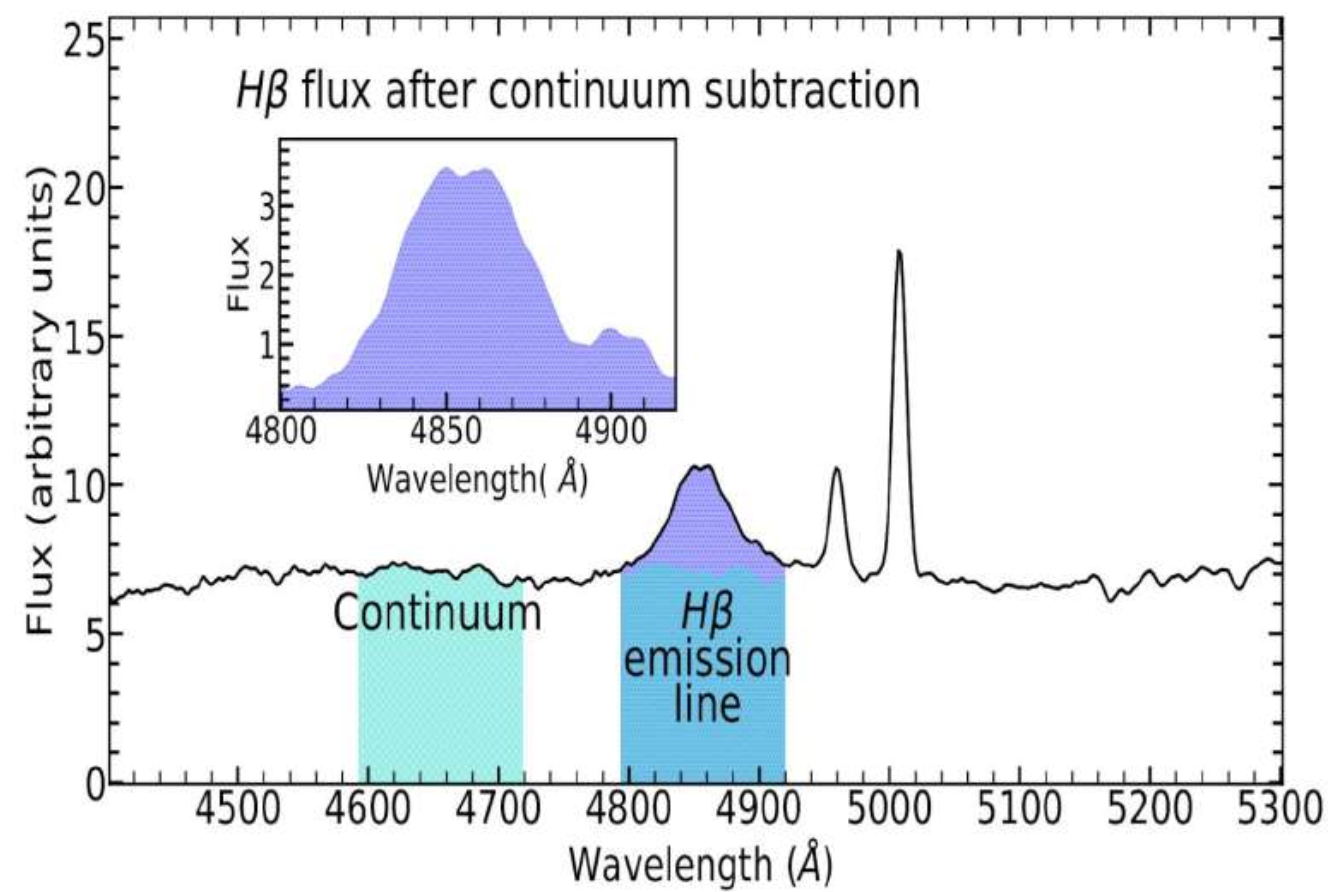 Hβ flux after continuum subtraction
Flux
3
2
1
4800 4850 4900
Wavelength( Å)
Flux (arbitrary units)
25
20
15
10
5
0
Continuum
Hβ
emission
line
4500 4600 4700 4800 4900 5000 5100 5200 5300
Wavelength (Å)